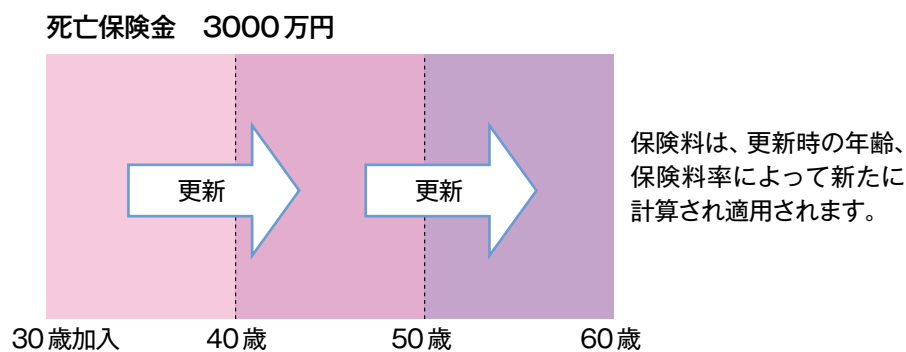 死亡保険金　3000万円
更新
更新
保険料は、更新時の年齢、
保険料率によって新たに
計算され適用されます。
30歳加入
40歳
50歳
60歳